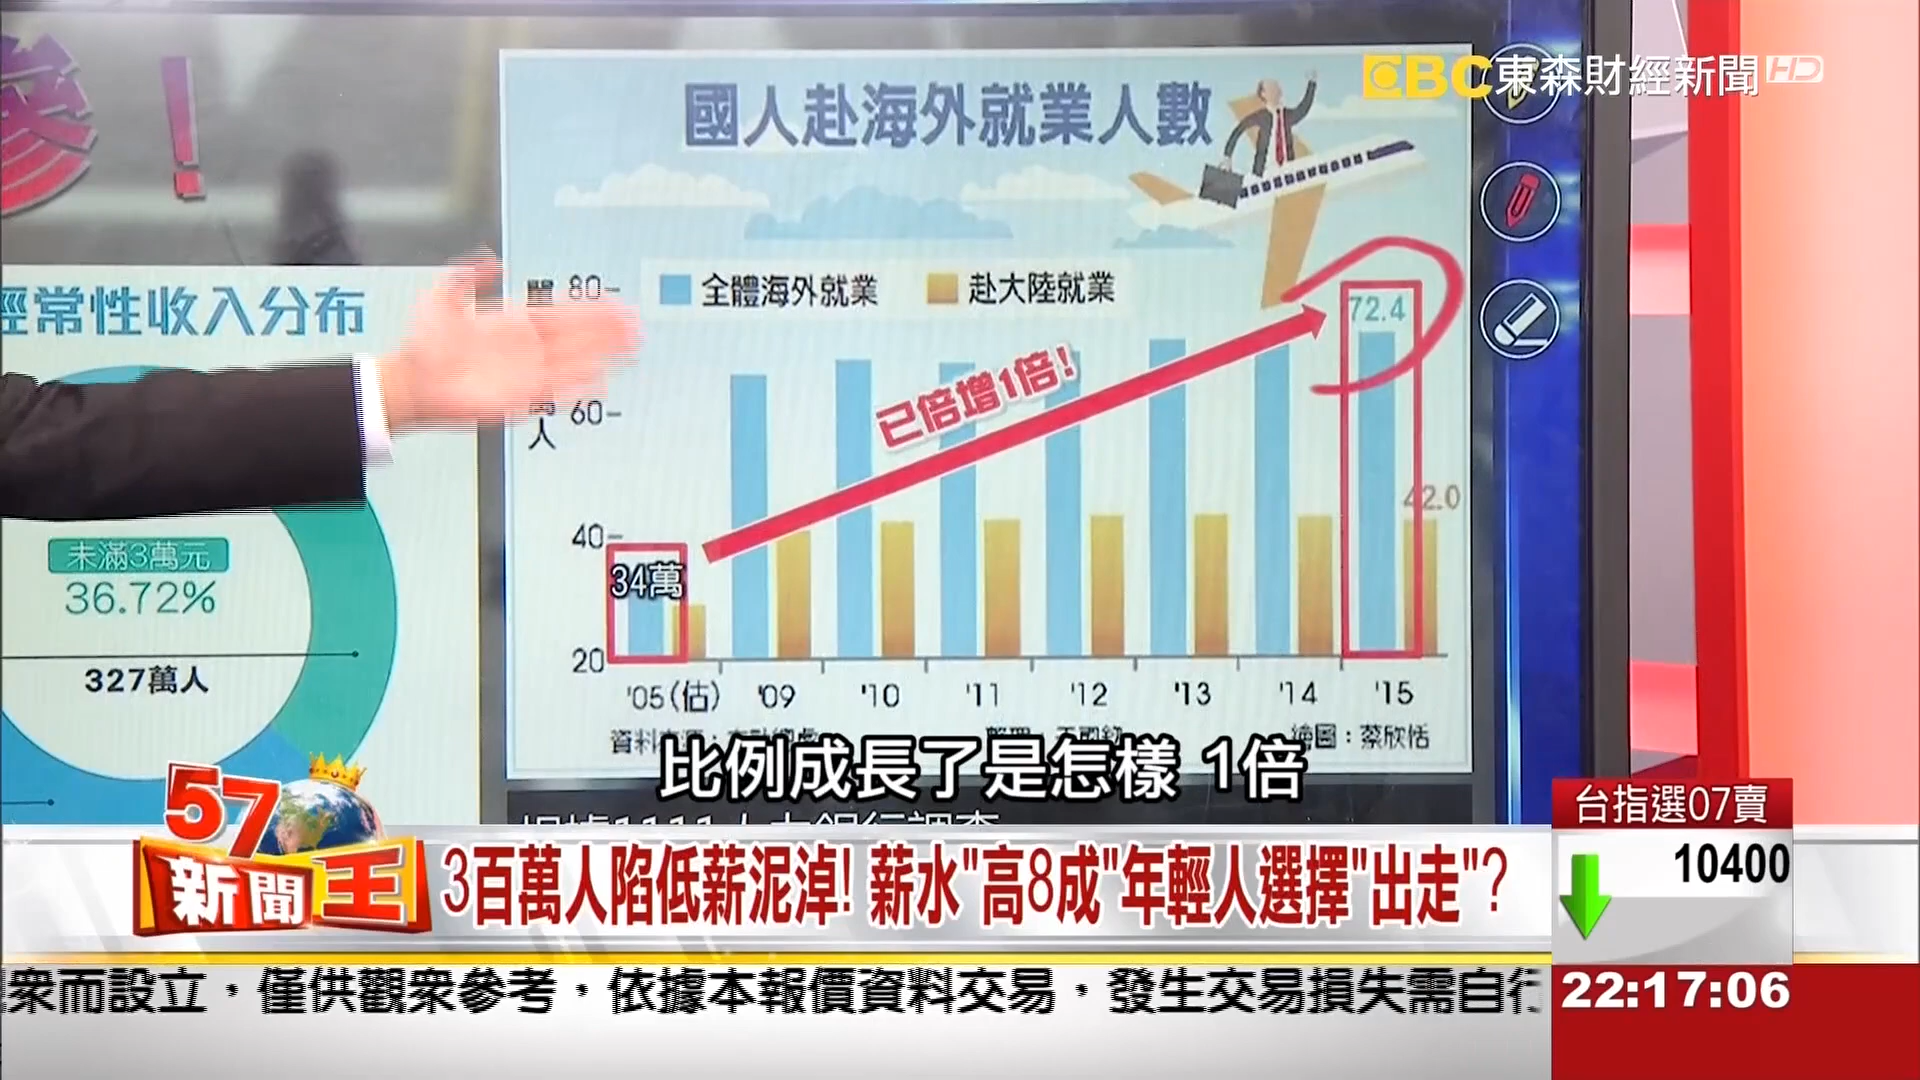 EBC東森財經新聞HD
！
國人赴海外就業人數
經常性收入分布
80
全體海外就業
赴大陸就業
72.4
已倍增1倍！
60
人
42.0
40
34萬
未滿3萬元
36.72%
327萬人
20
'05(估)
'09
'10
'11
'12
'13
'14
'15
繪圖：蔡欣恬
比例成長了是怎樣 1倍
57
新聞王
3百萬人陷低薪泥淖! 薪水"高8成"年輕人選擇"出走"?
台指選07賣
10400
眾而設立，僅供觀眾參考，依據本報價資料交易，發生交易損失需自行
22:17:06